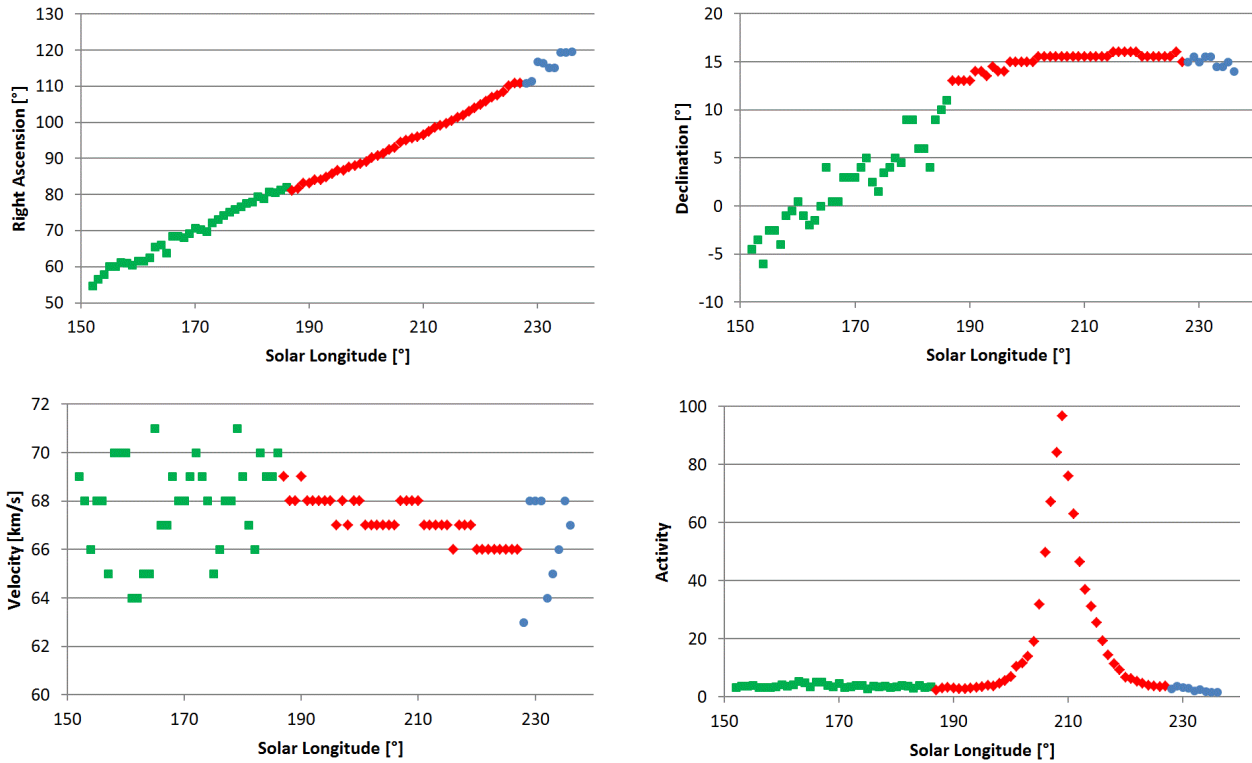 130
120
110
100
90
80
70
60
50
Right Ascension [°]
150 170 190 210 230
Solar Longitude [°]
20
15
10
5
0
-5
-10
Declination [°]
150 170 190 210 230
Solar Longitude [°]
72
70
68
66
64
62
60
Velocity [km/s]
150 170 190 210 230
Solar Longitude [°]
100
80
60
40
20
0
Activity
150 170 190 210 230
Solar Longitude [°]